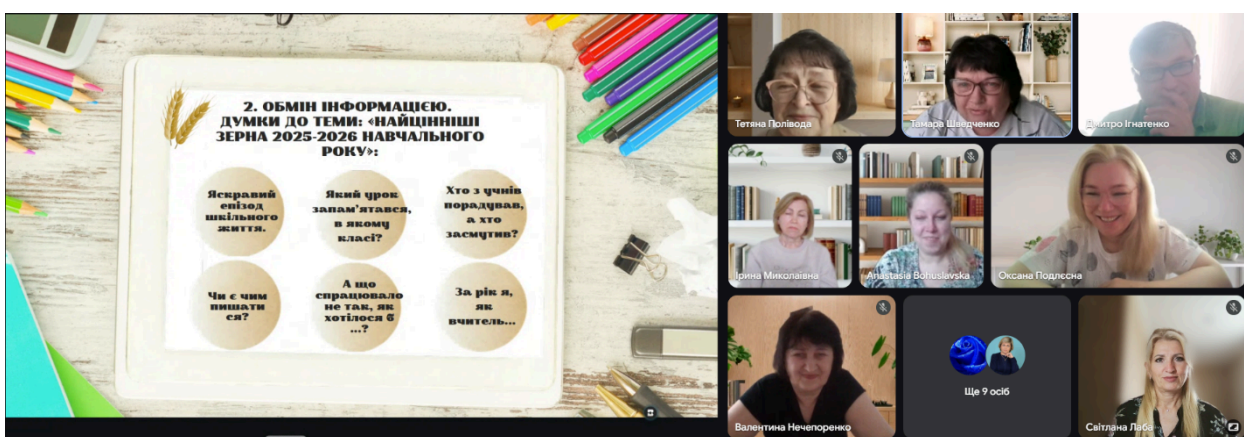 2. ОБМІН ІНФОРМАЦІЄЮ.
ДУМКИ ДО ТЕМИ: «НАЙЦІННІШІ
ЗЕРНА 2025-2026 НАВЧАЛЬНОГО
РОКУ»:
Яскравий
епізод
шкільного
життя.
Який урок
запам'ятався,
в якому
класі?
Хто з учнів
порадував,
а хто
засмутив?
Чи є чим
пишати
ся?
А що
спрацювало
не так, як
хотілося б
...?
За рік я,
як
вчитель...
Тетяна Полівода
Тамара Шведченко
Дмитро Ігнатенко
Ірина Миколаївна
Anastasia Bohuslavska
Оксана Подлєсна
Валентина Нечепоренко
Ще 9 осіб
Світлана Лаба